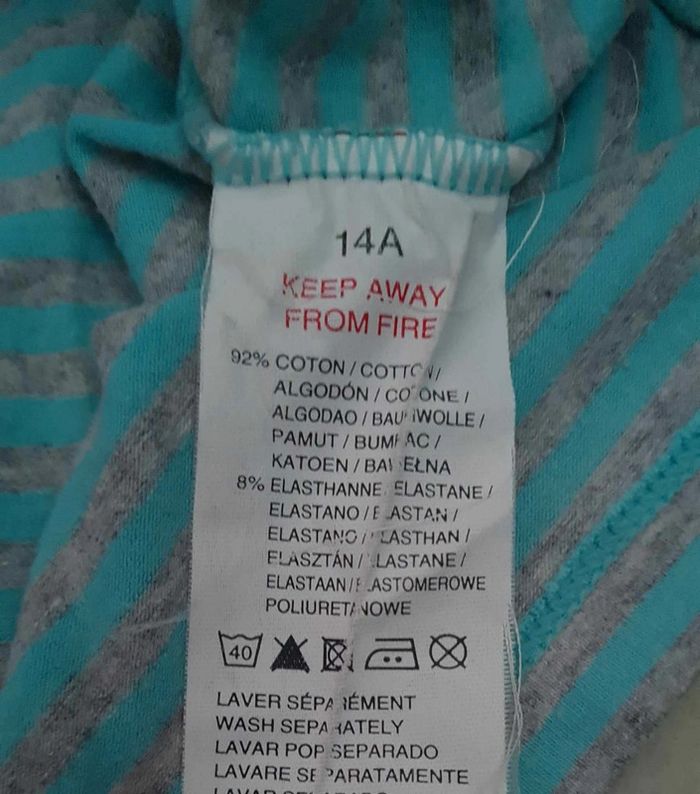 14A
KEEP AWAY
FROM FIRE
92% COTON / COTTON /
ALGODÓN / COTONE /
ALGODAO / BAUMWOLLE /
PAMUT / BUMBAC /
KATOEN / BAWEŁNA
8% ELASTHANNE ELASTANE /
ELASTANO / ELASTAN /
ELASTANO / ELASTHAN /
ELASZTÁN / ELASTANE /
ELASTAAN / ELASTOMEROWE
POLIURETANOWE
40
LAVER SÉPARÉMENT
WASH SEPARATELY
LAVAR POR SEPARADO
LAVARE SEPARATAMENTE